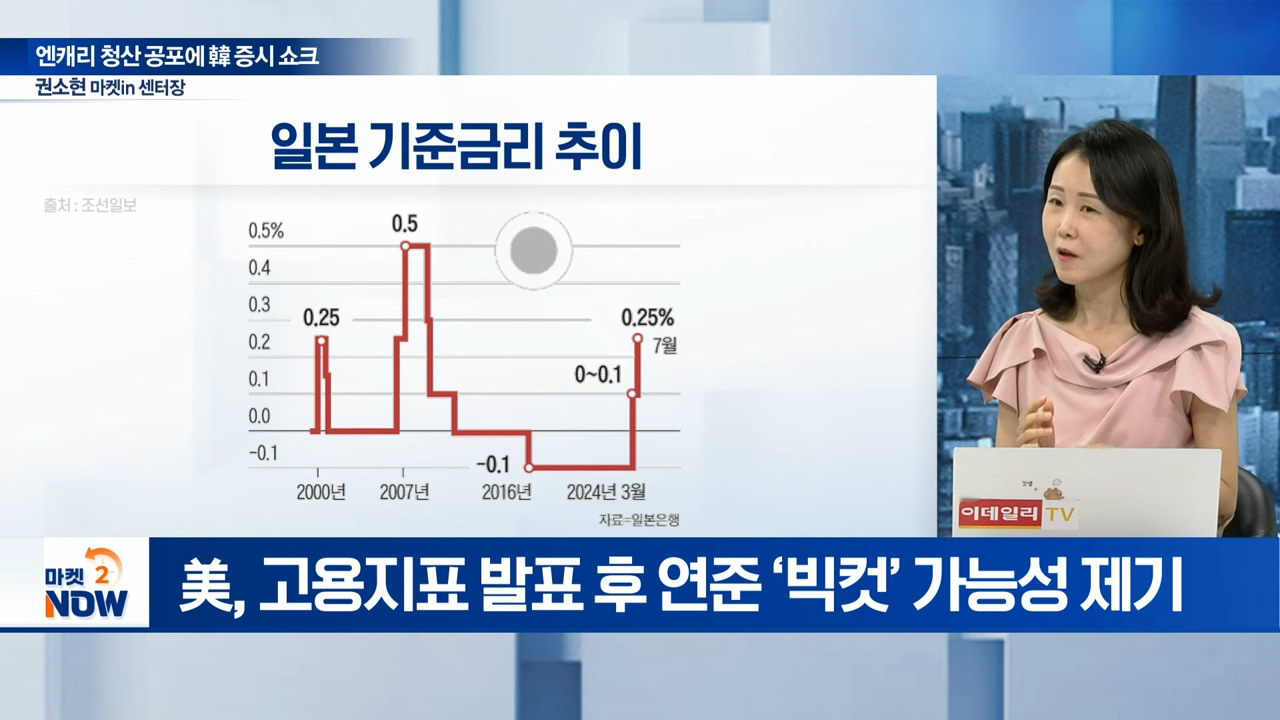 엔캐리 청산 공포에 韓 증시 쇼크
권소현 마켓in 센터장
일본 기준금리 추이
출처 : 조선일보
0.5%
0.4
0.3
0.2
0.1
0.0
-0.1
0.25
0.5
-0.1
0~0.1
0.25%
7월
2000년
2007년
2016년
2024년 3월
자료=일본은행
이데일리 TV
마켓 2
NOW
美, 고용지표 발표 후 연준 ‘빅컷’ 가능성 제기